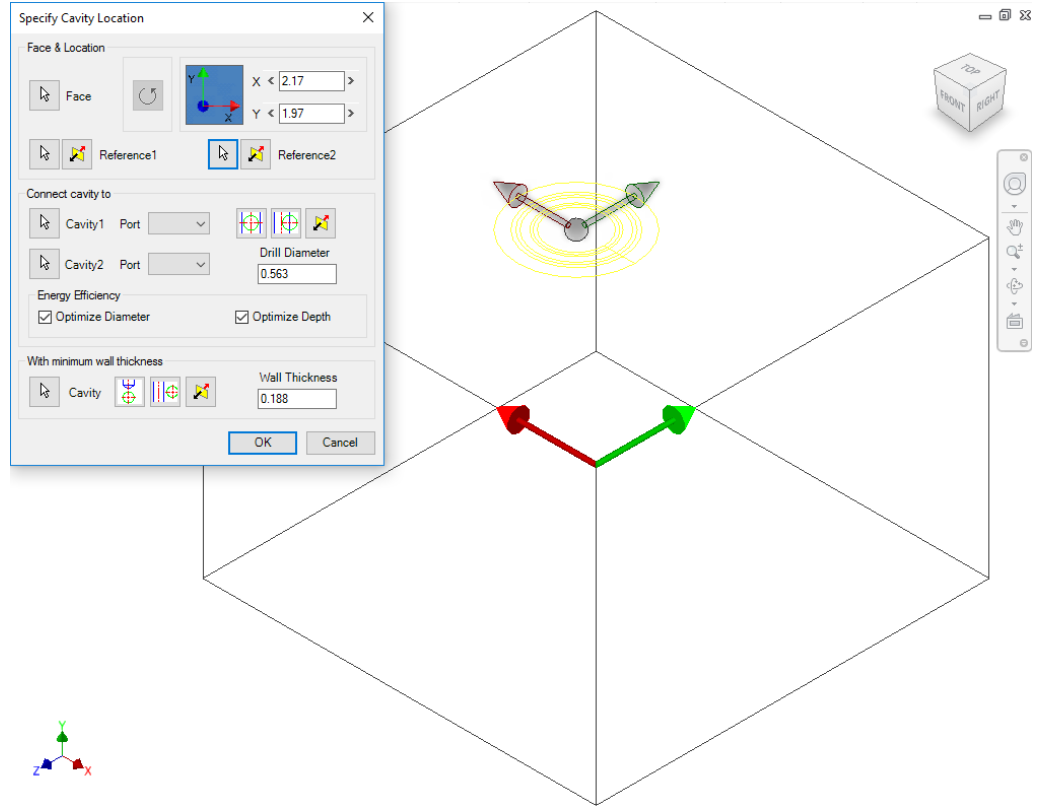 Specify Cavity Location
Face & Location
Face
Y
X
X < 2.17 >
Y < 1.97 >
Reference1
Reference2
Connect cavity to
Cavity1 Port
Cavity2 Port
Drill Diameter
0.563
Energy Efficiency
Optimize Diameter
Optimize Depth
With minimum wall thickness
Cavity
Wall Thickness
0.188
OK
Cancel
TOP
FRONT
RIGHT
Y
Z
X